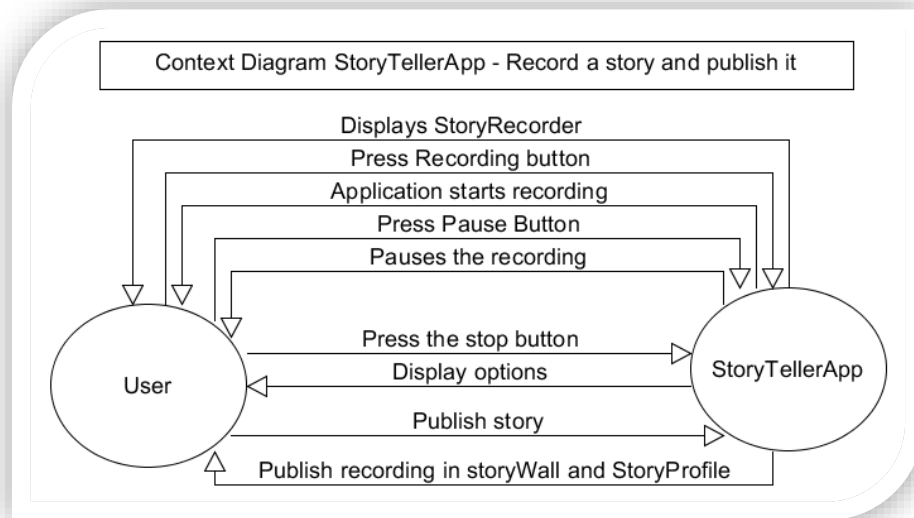 Context Diagram StoryTellerApp - Record a story and publish it
Displays StoryRecorder
Press Recording button
Application starts recording
Press Pause Button
Pauses the recording
Press the stop button
User
StoryTellerApp
Display options
Publish story
Publish recording in storyWall and StoryProfile